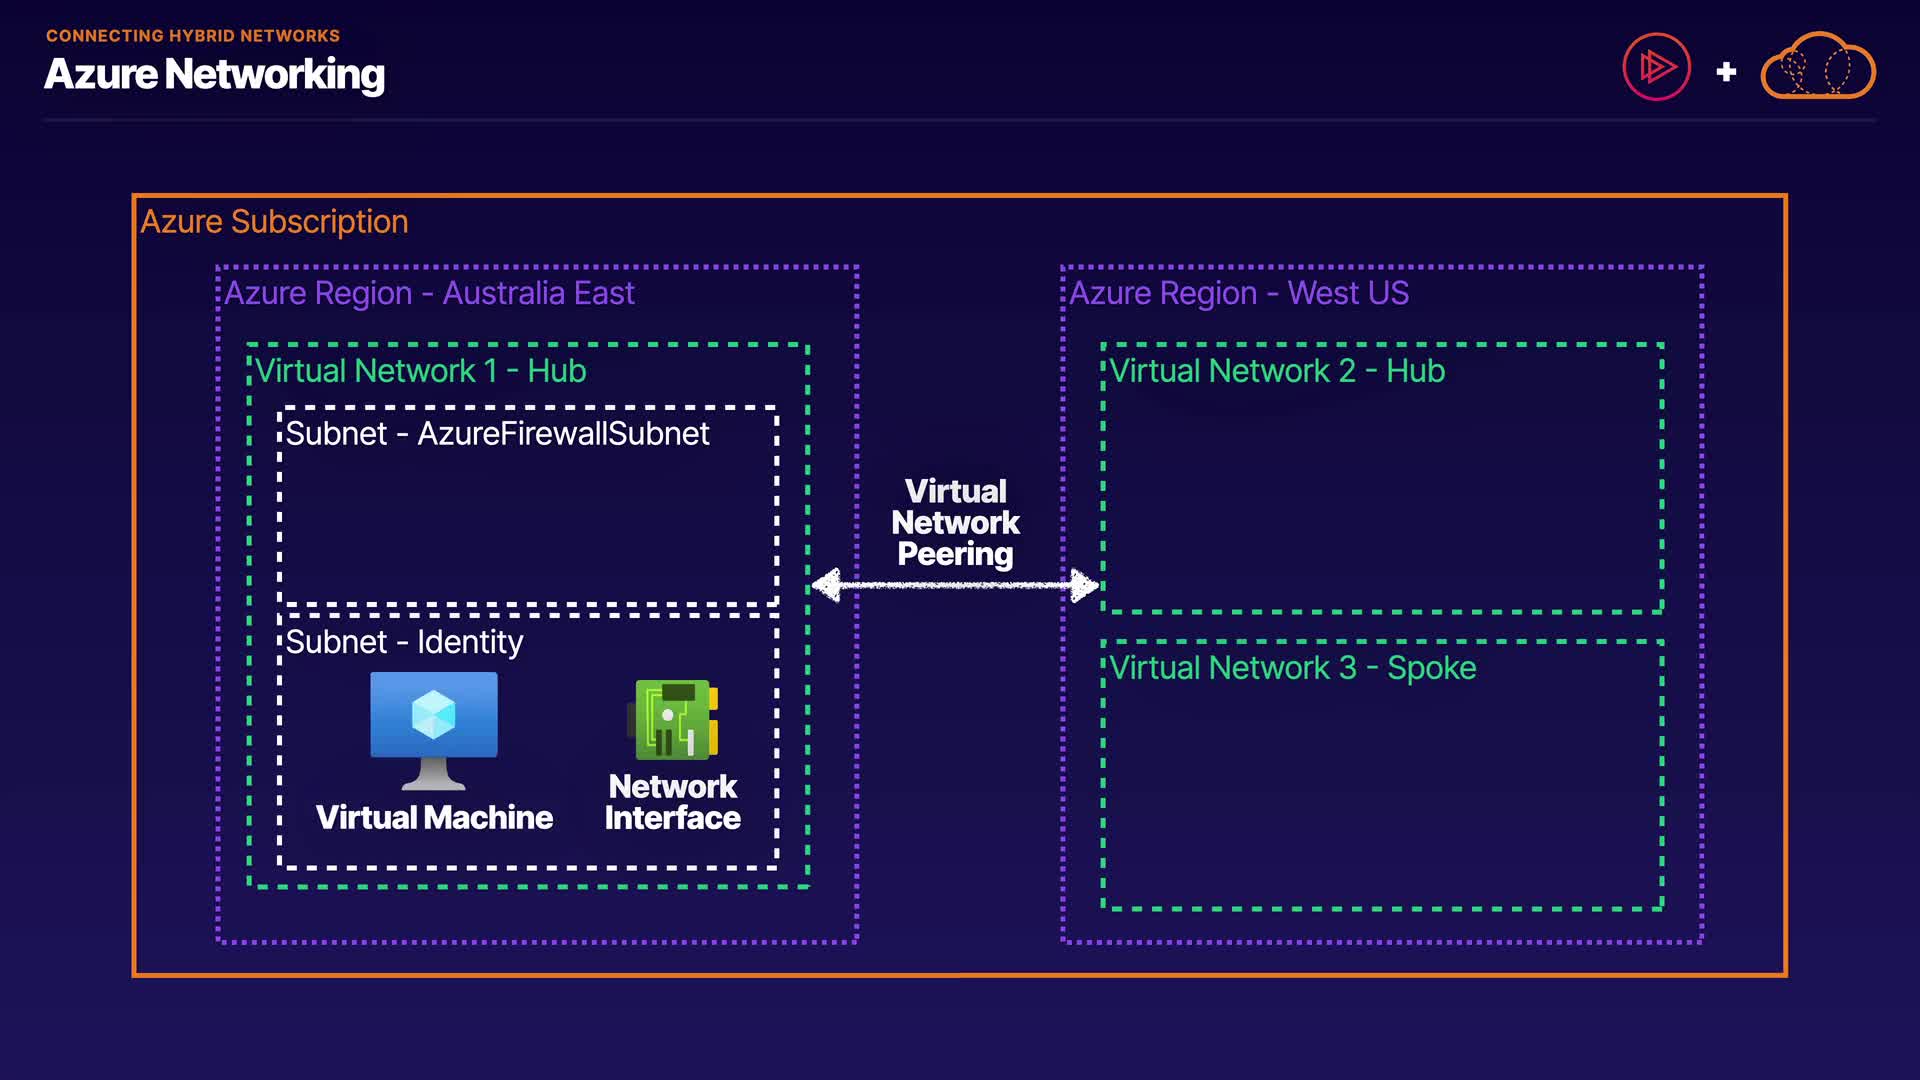 CONNECTING HYBRID NETWORKS
Azure Networking
Azure Subscription
Azure Region - Australia East
Virtual Network 1 - Hub
Subnet - AzureFirewallSubnet
Subnet - Identity
Virtual Machine
Network
Interface
Virtual
Network
Peering
Azure Region - West US
Virtual Network 2 - Hub
Virtual Network 3 - Spoke